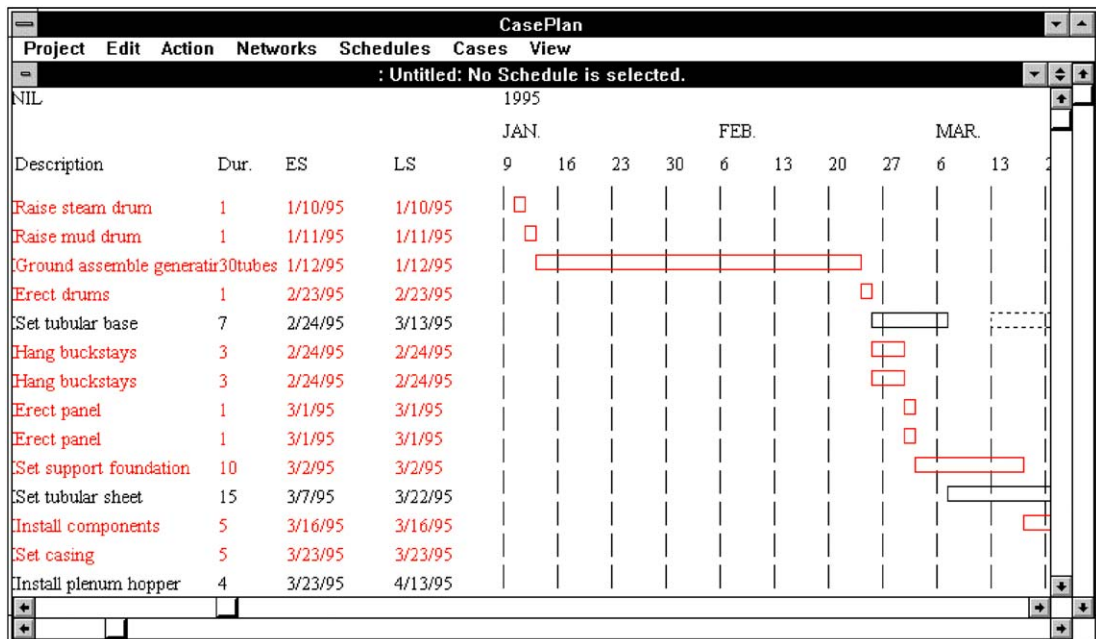 CasePlan
Project Edit Action Networks Schedules Cases View
: Untitled: No Schedule is selected.
NIL 1995
JAN. FEB. MAR.
Description Dur. ES LS 9 16 23 30 6 13 20 27 6 13 2
Raise steam drum 1 1/10/95 1/10/95
Raise mud drum 1 1/11/95 1/11/95
Ground assemble generatir30tubes 1/12/95 1/12/95
Erect drums 1 2/23/95 2/23/95
Set tubular base 7 2/24/95 3/13/95
Hang buckstays 3 2/24/95 2/24/95
Hang buckstays 3 2/24/95 2/24/95
Erect panel 1 3/1/95 3/1/95
Erect panel 1 3/1/95 3/1/95
Set support foundation 10 3/2/95 3/2/95
Set tubular sheet 15 3/7/95 3/22/95
Install components 5 3/16/95 3/16/95
Set casing 5 3/23/95 3/23/95
Install plenum hopper 4 3/23/95 4/13/95